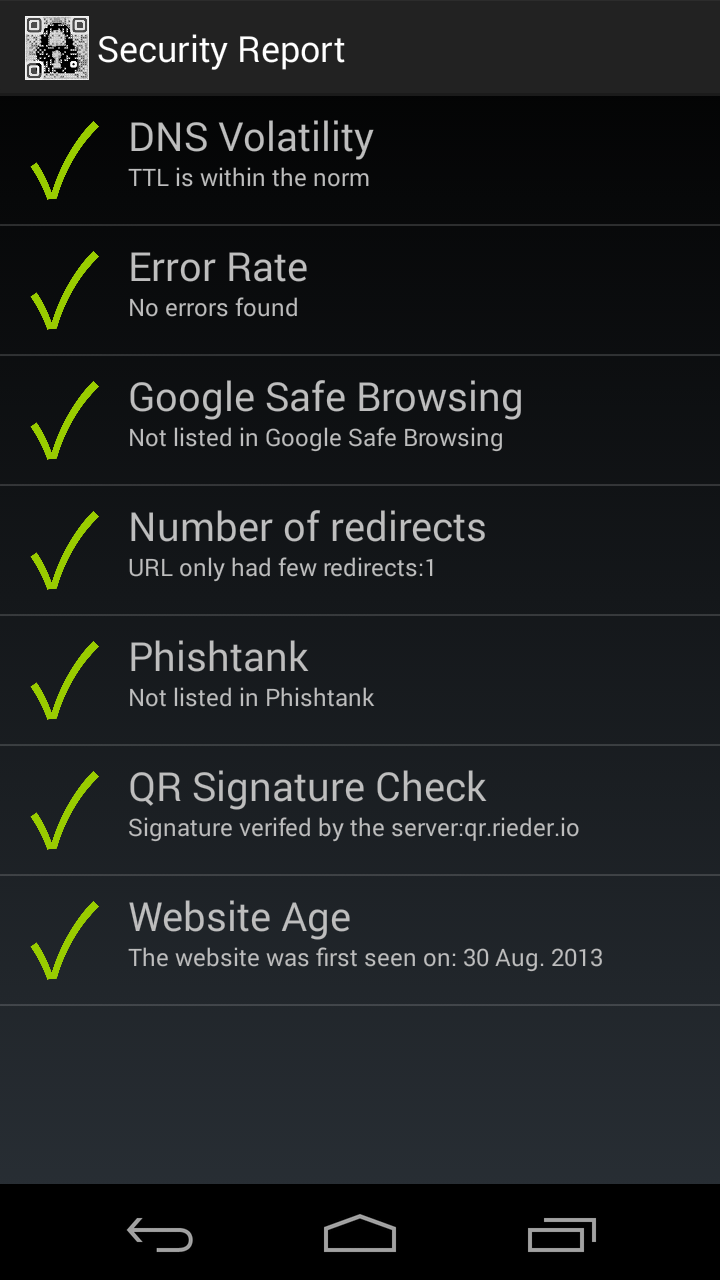 Security Report
DNS Volatility
TTL is within the norm
Error Rate
No errors found
Google Safe Browsing
Not listed in Google Safe Browsing
Number of redirects
URL only had few redirects:1
Phishtank
Not listed in Phishtank
QR Signature Check
Signature verifed by the server:qr.rieder.io
Website Age
The website was first seen on: 30 Aug. 2013